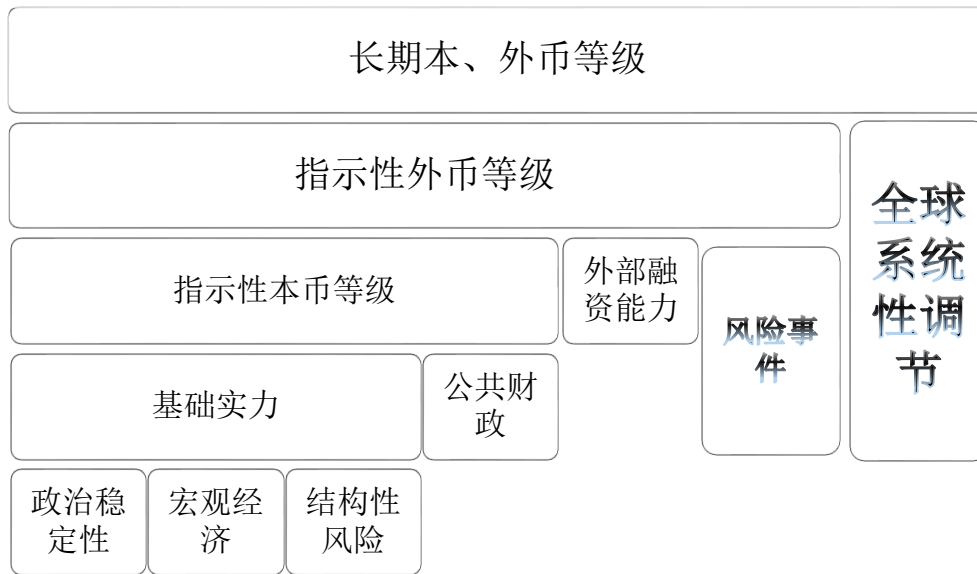 长期本、外币等级
指示性外币等级
全球
系统
性调
节
指示性本币等级
外部融
资能力
风险事
件
基础实力
公共财
政
政治稳
定性
宏观经
济
结构性
风险